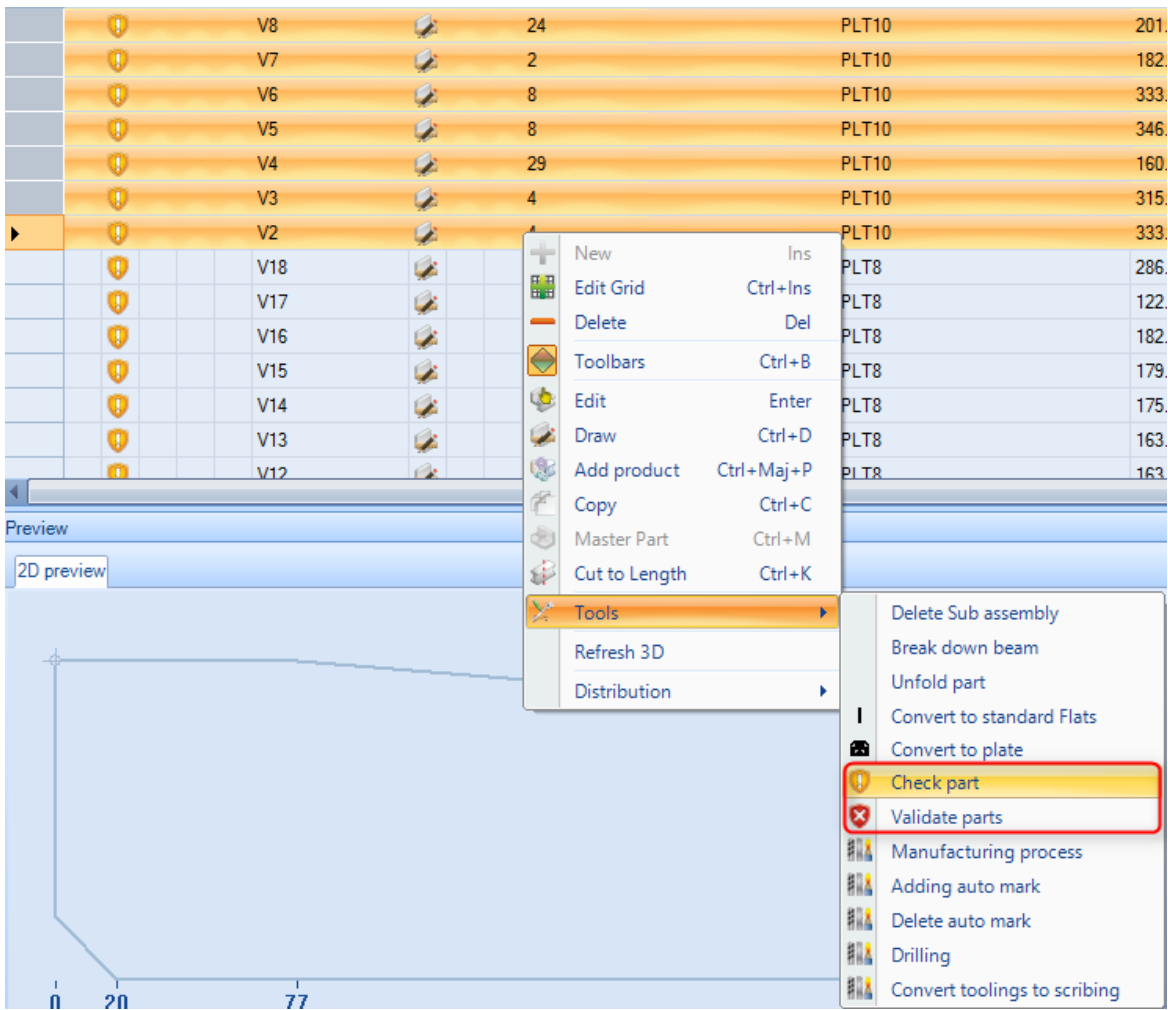 V8 24 PLT10 201.
V7 2 PLT10 182.
V6 8 PLT10 333.
V5 8 PLT10 346.
V4 29 PLT10 160.
V3 4 PLT10 315.
V2 4 PLT10 333.
V18 PLT8 286.
V17 PLT8 122.
V16 PLT8 182.
V15 PLT8 179.
V14 PLT8 175.
V13 PLT8 163.
V12 PLT8 163.
New Ins
Edit Grid Ctrl+Ins
Delete Del
Toolbars Ctrl+B
Edit Enter
Draw Ctrl+D
Add product Ctrl+Maj+P
Copy Ctrl+C
Master Part Ctrl+M
Cut to Length Ctrl+K
Tools
Refresh 3D
Distribution
Delete Sub assembly
Break down beam
Unfold part
Convert to standard Flats
Convert to plate
Check part
Validate parts
Manufacturing process
Adding auto mark
Delete auto mark
Drilling
Convert toolings to scribing
Preview
2D preview
0 20 77